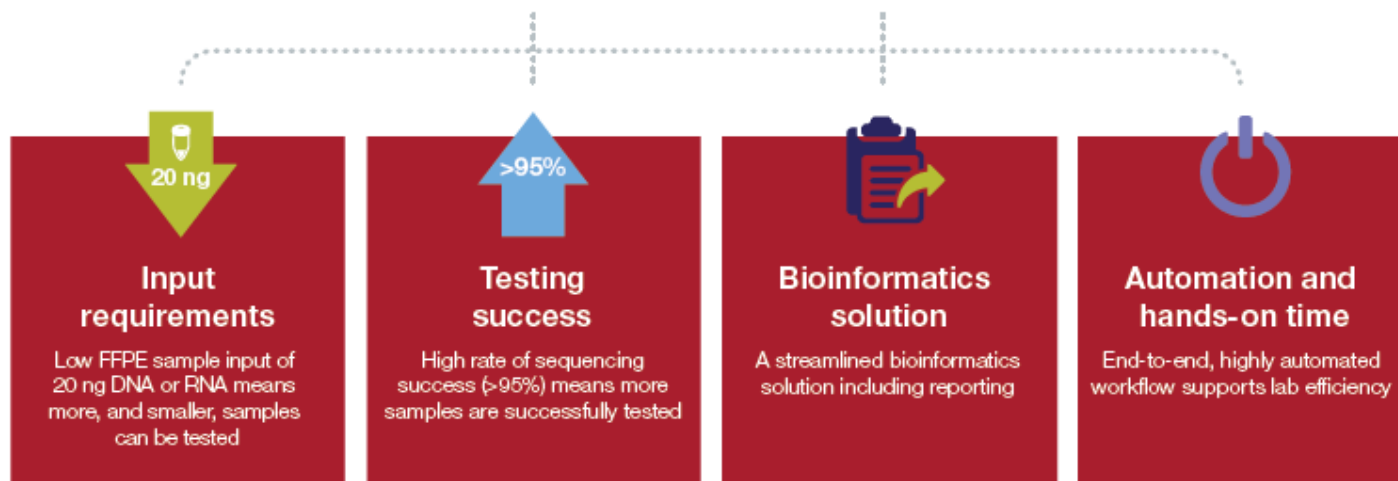 20 ng
Input
requirements
Low FFPE sample input of
20 ng DNA or RNA means
more, and smaller, samples
can be tested
>95%
Testing
success
High rate of sequencing
success (>95%) means more
samples are successfully tested
Bioinformatics
solution
A streamlined bioinformatics
solution including reporting
Automation and
hands-on time
End-to-end, highly automated
workflow supports lab efficiency